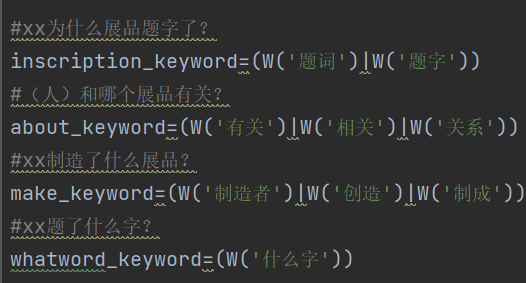 #xx为什么展品题字了？
inscription_keyword=(W('题词')|W('题字'))
#（人）和哪个展品有关？
about_keyword=(W('有关')|W('相关')|W('关系'))
#xx制造了什么展品？
make_keyword=(W('制造者')|W('创造')|W('制成'))
#xx题了什么字？
whatword_keyword=(W('什么字'))